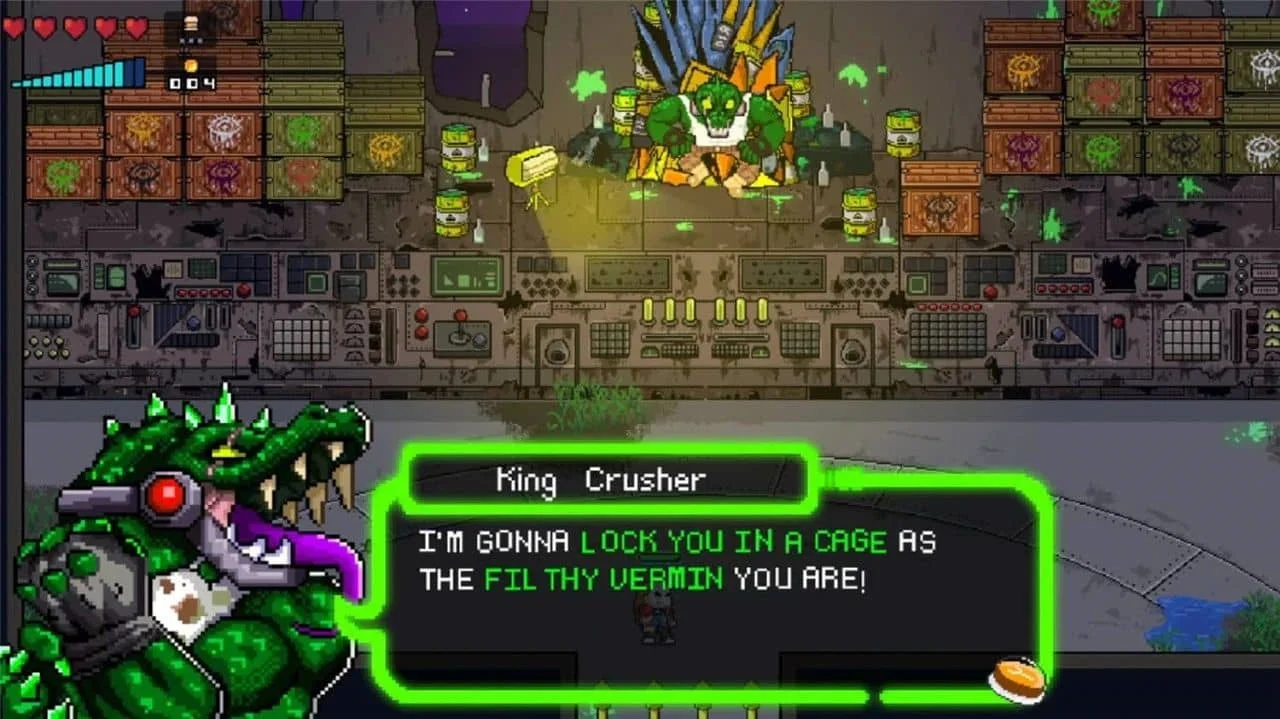 004
King Crusher
I'M GONNA LOCK YOU IN A CAGE AS
THE FILTHY VERMIN YOU ARE!